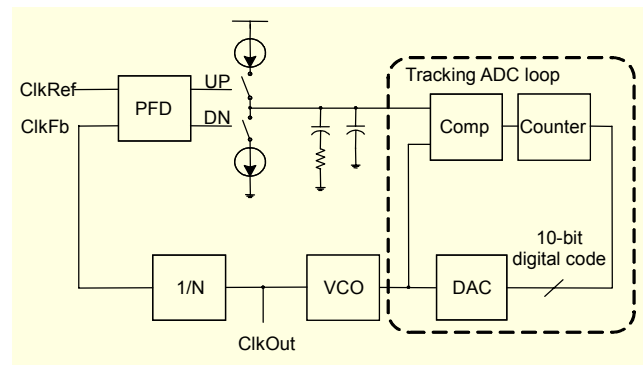 Tracking ADC loop
ClkRef
UP
PFD
ClkFb
DN
Comp
Counter
10-bit
digital code
1/N
VCO
DAC
ClkOut